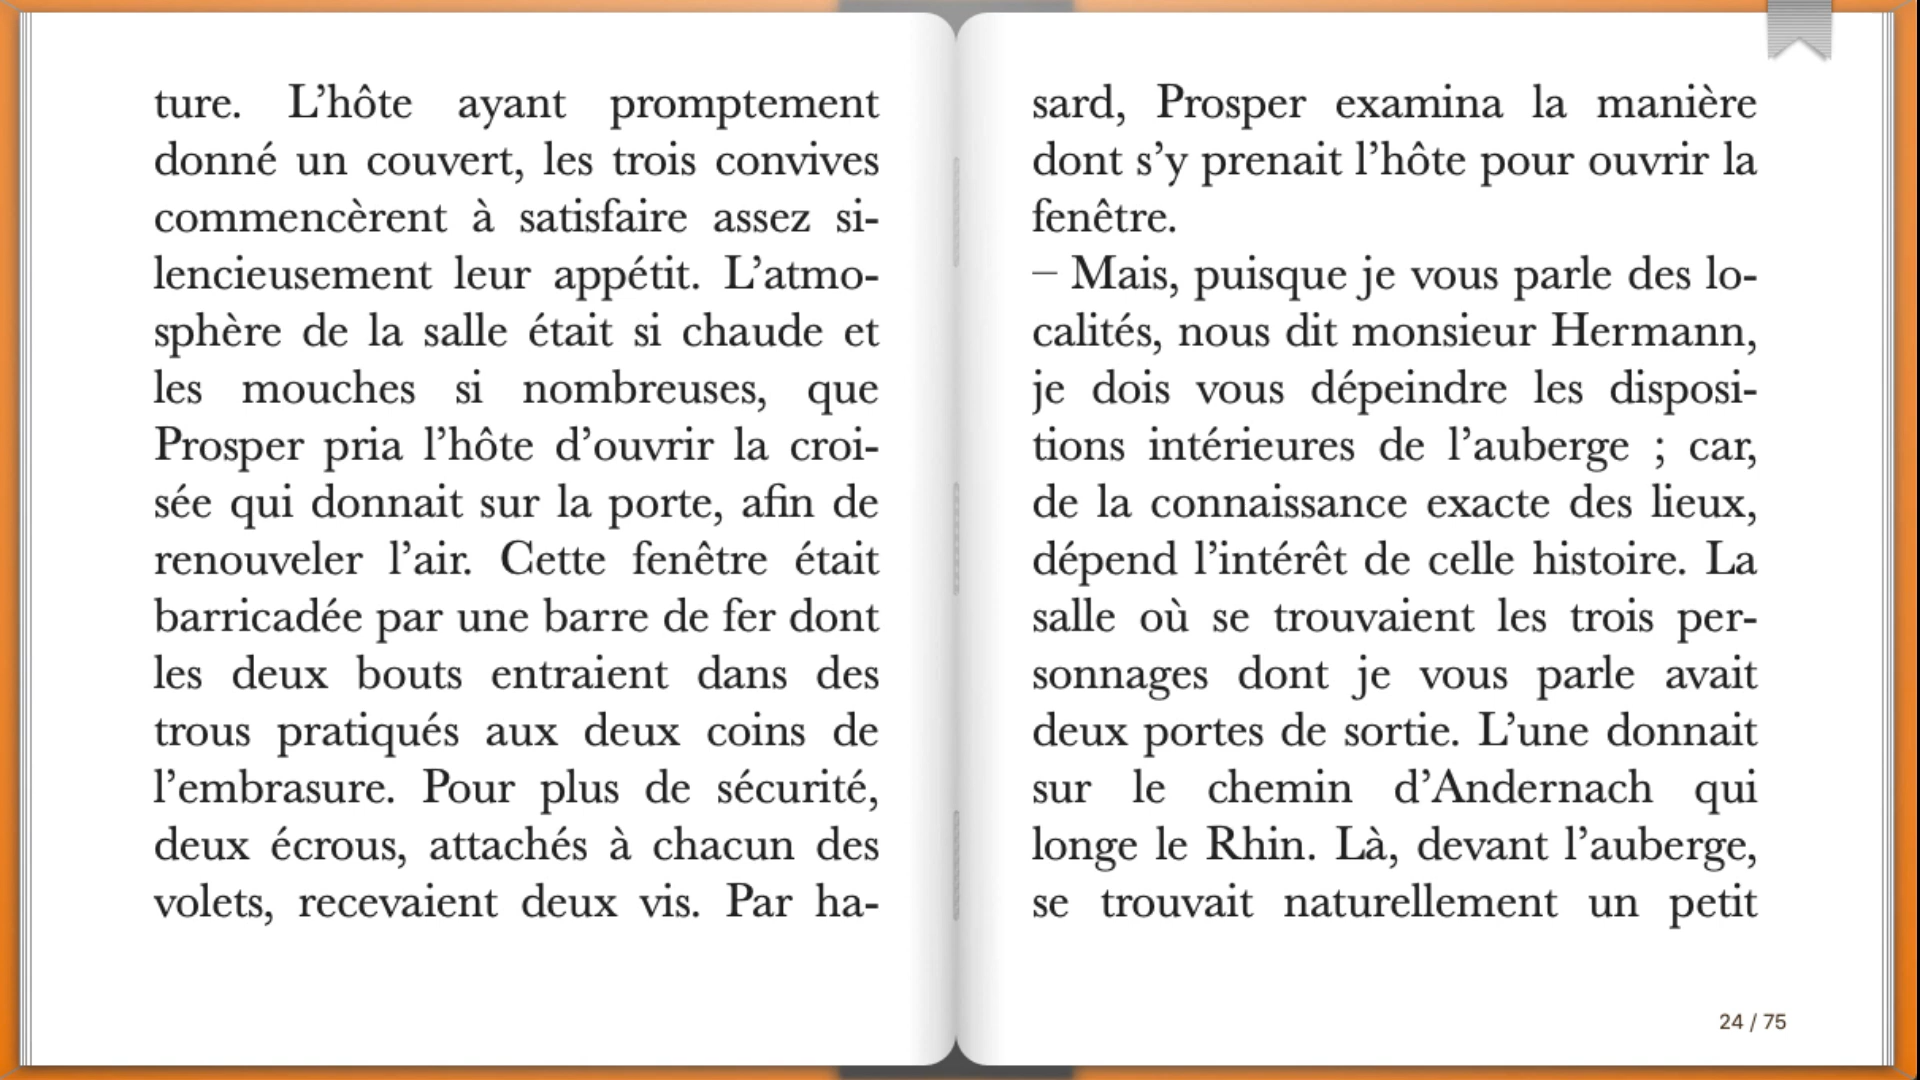 ture. L’hôte ayant promptement
donné un couvert, les trois convives
commencèrent à satisfaire assez si-
lencieusement leur appétit. L’atmo-
sphère de la salle était si chaude et
les mouches si nombreuses, que
Prosper pria l’hôte d’ouvrir la croi-
sée qui donnait sur la porte, afin de
renouveler l’air. Cette fenêtre était
barricadée par une barre de fer dont
les deux bouts entraient dans des
trous pratiqués aux deux coins de
l’embrasure. Pour plus de sécurité,
deux écrous, attachés à chacun des
volets, recevaient deux vis. Par ha-
sard, Prosper examina la manière
dont s’y prenait l’hôte pour ouvrir la
fenêtre.
– Mais, puisque je vous parle des lo-
calités, nous dit monsieur Hermann,
je dois vous dépeindre les disposi-
tions intérieures de l’auberge ; car,
de la connaissance exacte des lieux,
dépend l’intérêt de celle histoire. La
salle où se trouvaient les trois per-
sonnages dont je vous parle avait
deux portes de sortie. L’une donnait
sur le chemin d’Andernach qui
longe le Rhin. Là, devant l’auberge,
se trouvait naturellement un petit
24 / 75